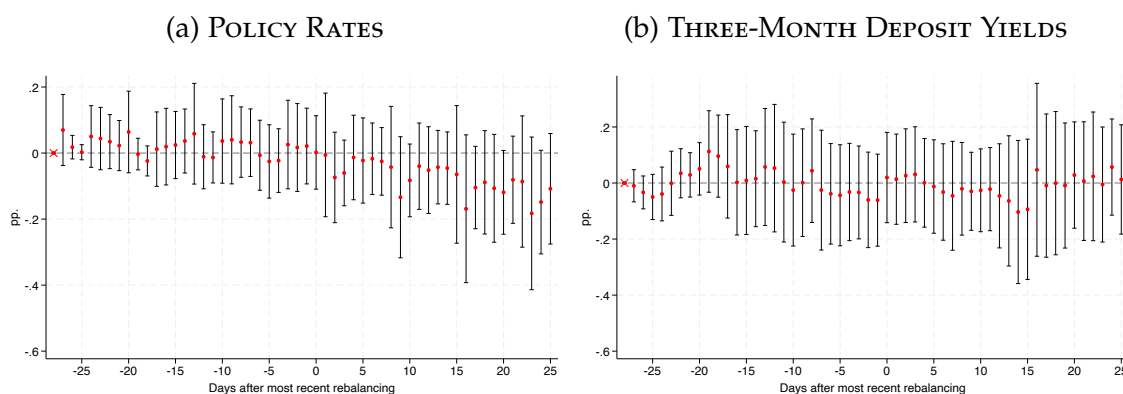 (a) Policy Rates
(b) Three-Month Deposit Yields
.2
0
-.2
-.4
-.6
pp.
-25 -20 -15 -10 -5 0 5 10 15 20 25
Days after most recent rebalancing
.2
0
-.2
-.4
-.6
pp.
-25 -20 -15 -10 -5 0 5 10 15 20 25
Days after most recent rebalancing